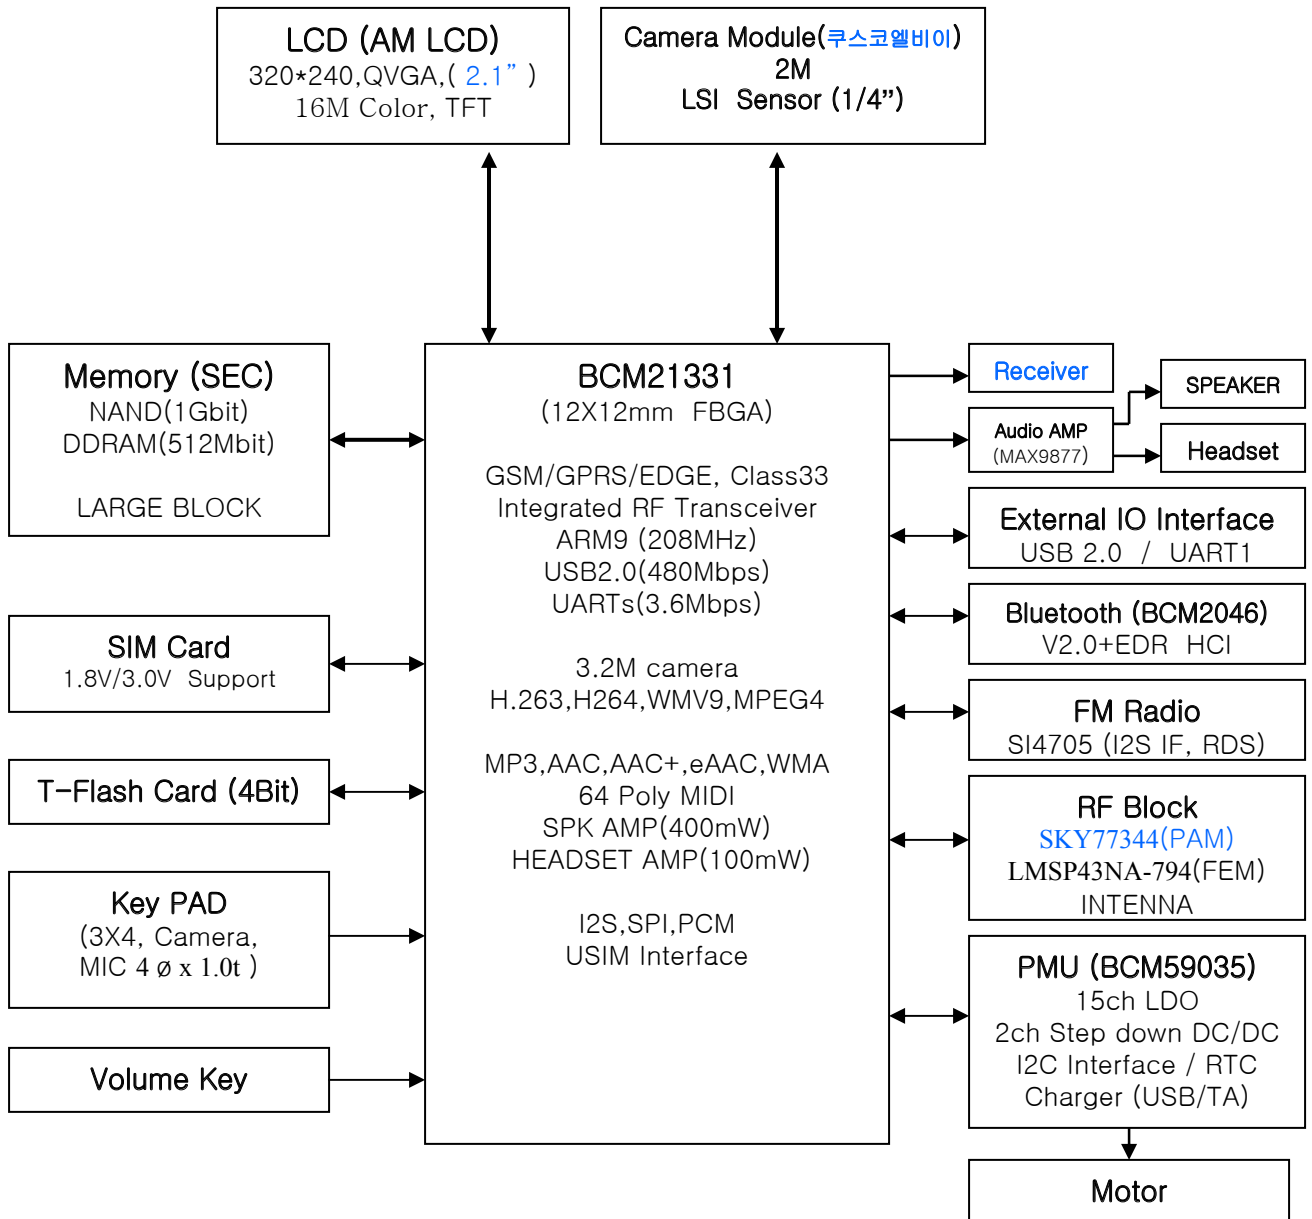 LCD (AM LCD)
320*240,QVGA,( 2.1” )
16M Color, TFT
Camera Module(쿠스코엘비이)
2M
LSI Sensor (1/4”)
Memory (SEC)
NAND(1Gbit)
DDRAM(512Mbit)
LARGE BLOCK
SIM Card
1.8V/3.0V Support
T-Flash Card (4Bit)
Key PAD
(3X4, Camera,
MIC 4 ø x 1.0t )
Volume Key
BCM21331
(12X12mm FBGA)
GSM/GPRS/EDGE, Class33
Integrated RF Transceiver
ARM9 (208MHz)
USB2.0(480Mbps)
UARTs(3.6Mbps)
3.2M camera
H.263,H264,WMV9,MPEG4
MP3,AAC,AAC+,eAAC,WMA
64 Poly MIDI
SPK AMP(400mW)
HEADSET AMP(100mW)
I2S,SPI,PCM
USIM Interface
Receiver
Audio AMP
(MAX9877)
SPEAKER
Headset
External IO Interface
USB 2.0 / UART1
Bluetooth (BCM2046)
V2.0+EDR HCI
FM Radio
SI4705 (I2S IF, RDS)
RF Block
SKY77344(PAM)
LMSP43NA-794(FEM)
INTENNA
PMU (BCM59035)
15ch LDO
2ch Step down DC/DC
I2C Interface / RTC
Charger (USB/TA)
Motor